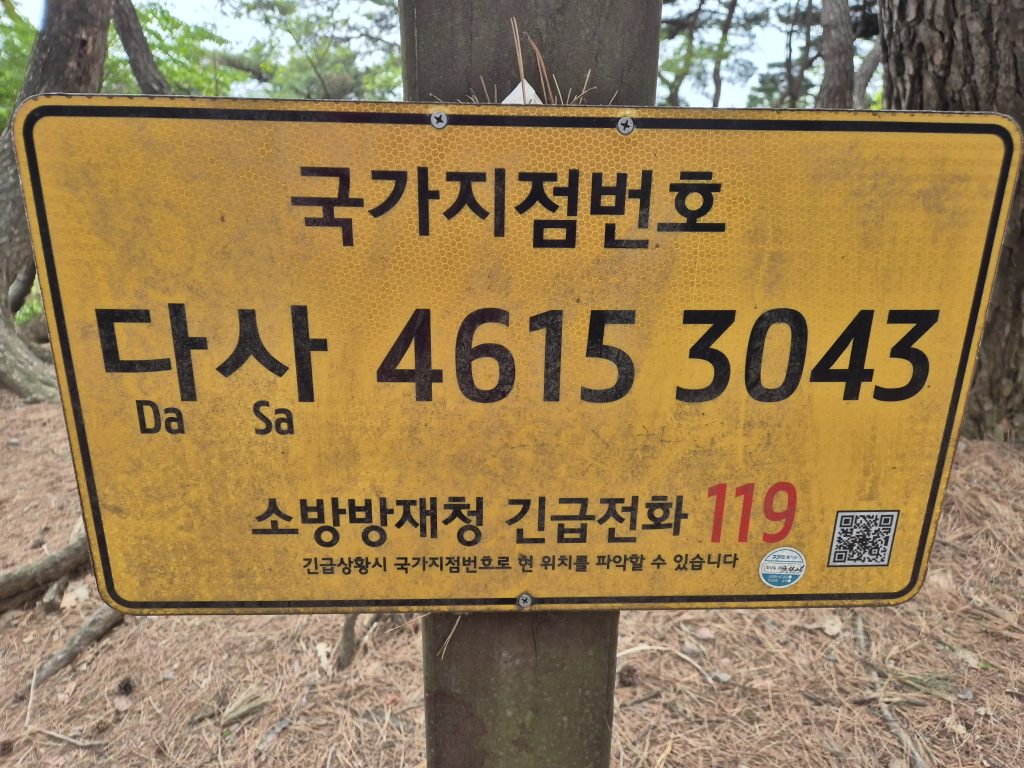 국가지점번호
다사 4615 3043
Da Sa
소방방재청 긴급전화 119
긴급상황시 국가지점번호로 현 위치를 파악할 수 있습니다